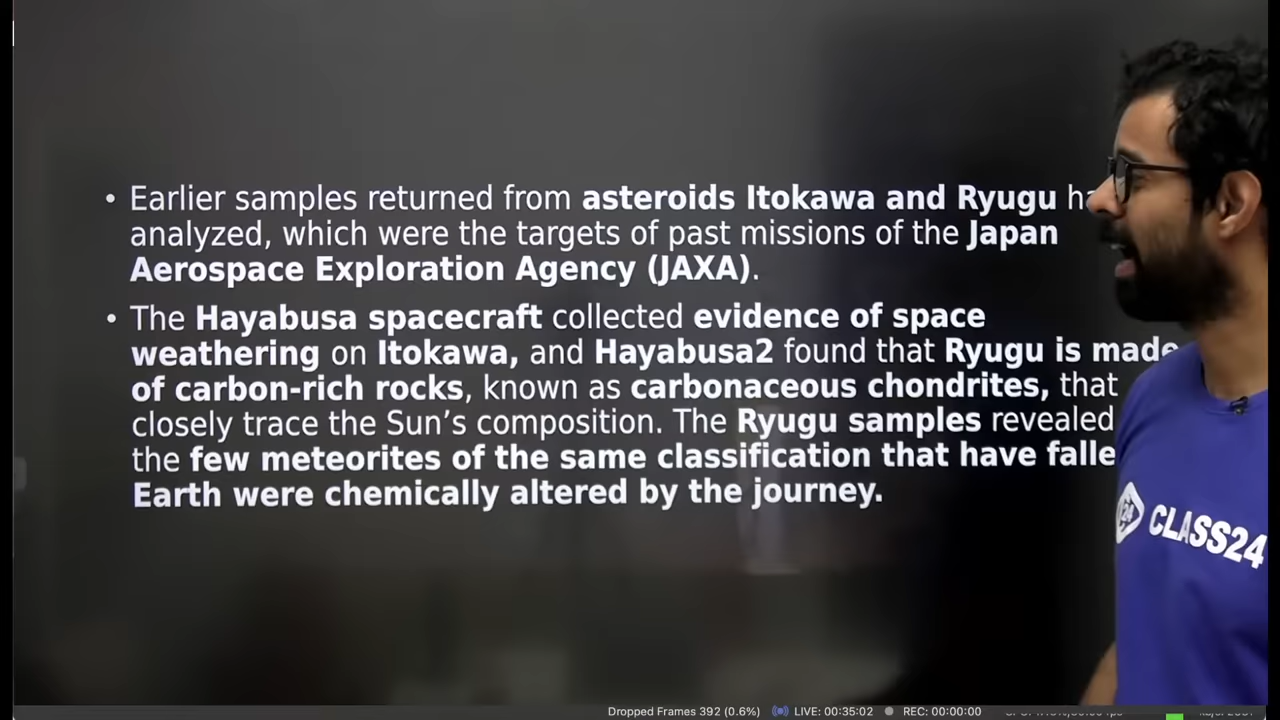 • Earlier samples returned from asteroids Itokawa and Ryugu
analyzed, which were the targets of past missions of the Japan
Aerospace Exploration Agency (JAXA).
• The Hayabusa spacecraft collected evidence of space
weathering on Itokawa, and Hayabusa2 found that Ryugu is made
of carbon-rich rocks, known as carbonaceous chondrites, that
closely trace the Sun's composition. The Ryugu samples revealed
the few meteorites of the same classification that have
Earth were chemically altered by the journey.
24 CLASS24
Dropped Frames 392 (0.6%) LIVE: 00:35:02 REC: 00:00:00